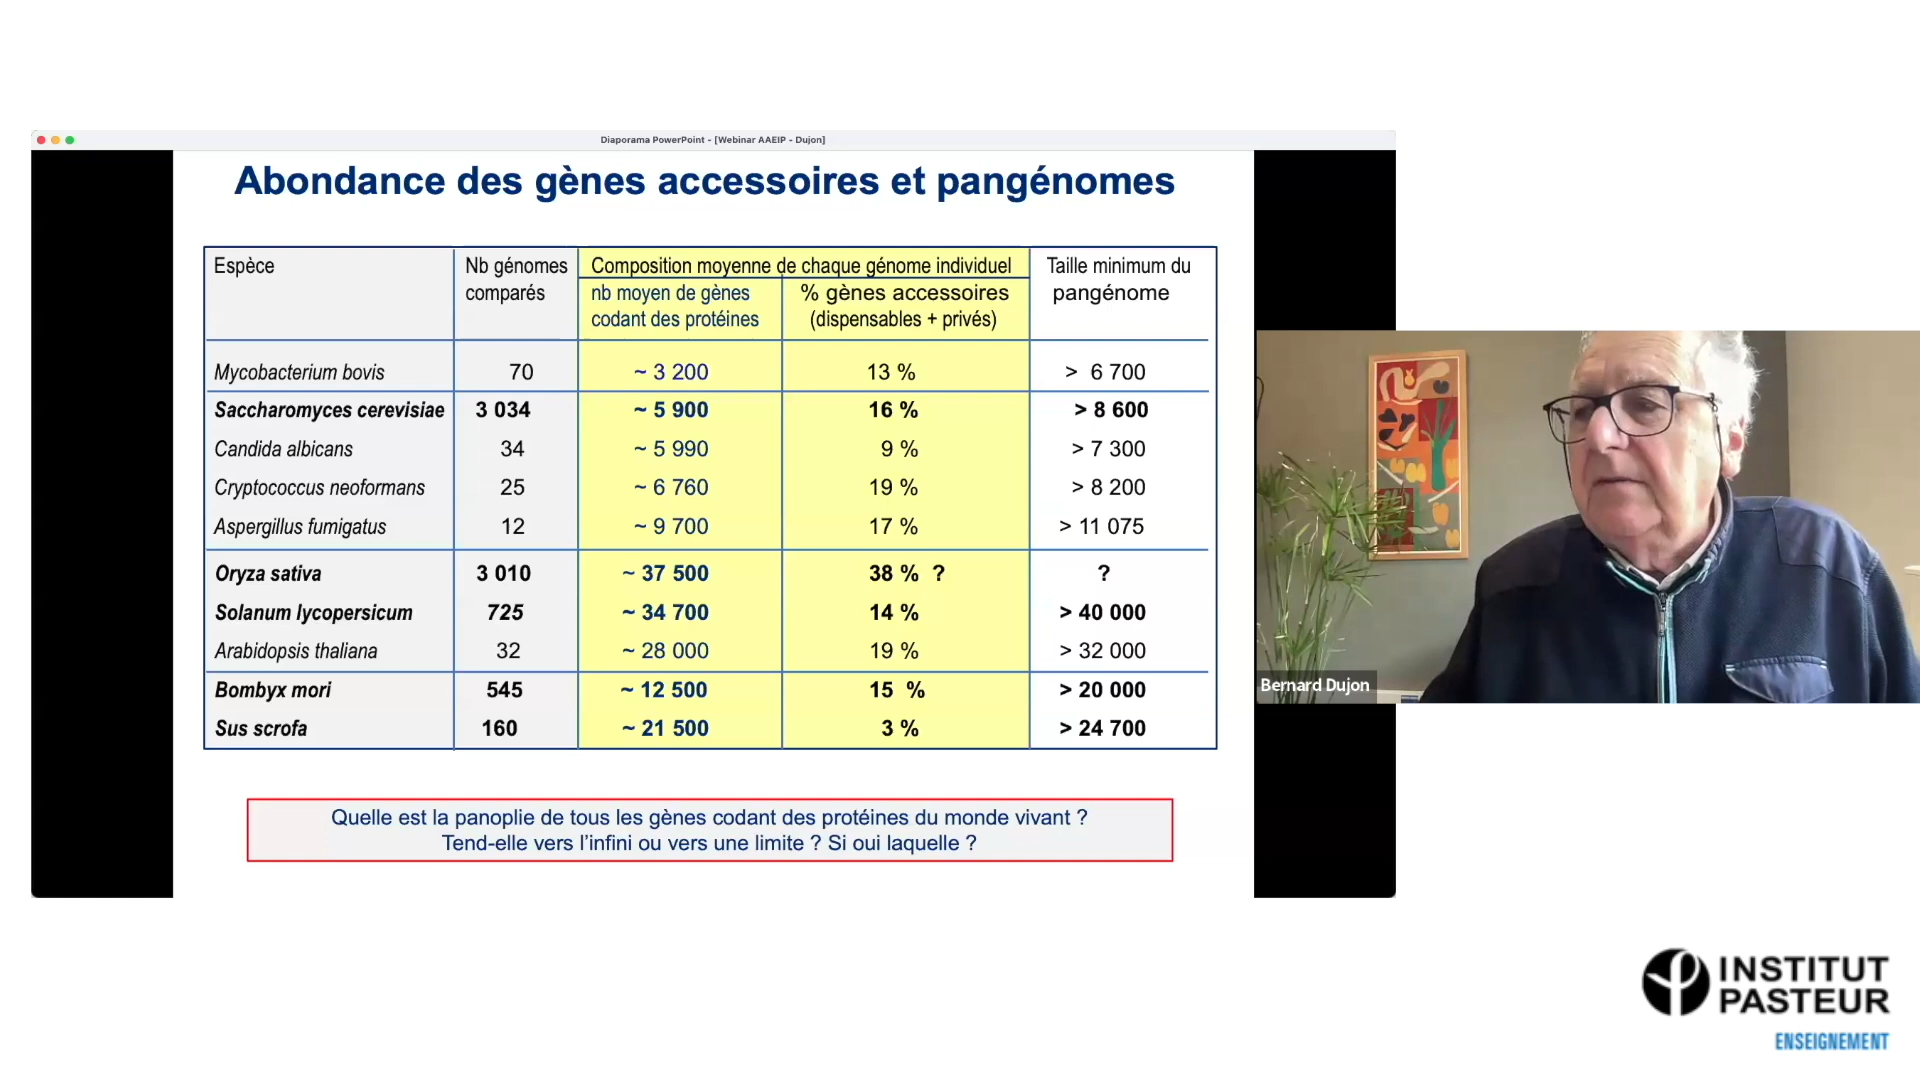 Diaporama PowerPoint - [Webinar AAEIP - Dujon]
Abondance des gènes accessoires et pangénomes
Espèce
Nb génomes comparés
Composition moyenne de chaque génome individuel
nb moyen de gènes codant des protéines
% gènes accessoires (dispensables + privés)
Taille minimum du pangénome
Mycobacterium bovis 70 ~ 3 200 13 % > 6 700
Saccharomyces cerevisiae 3 034 ~ 5 900 16 % > 8 600
Candida albicans 34 ~ 5 990 9 % > 7 300
Cryptococcus neoformans 25 ~ 6 760 19 % > 8 200
Aspergillus fumigatus 12 ~ 9 700 17 % > 11 075
Oryza sativa 3 010 ~ 37 500 38 % ? ?
Solanum lycopersicum 725 ~ 34 700 14 % > 40 000
Arabidopsis thaliana 32 ~ 28 000 19 % > 32 000
Bombyx mori 545 ~ 12 500 15 % > 20 000
Sus scrofa 160 ~ 21 500 3 % > 24 700
Quelle est la panoplie de tous les gènes codant des protéines du monde vivant ?
Tend-elle vers l'infini ou vers une limite ? Si oui laquelle ?
Bernard Dujon
INSTITUT
PASTEUR
ENSEIGNEMENT